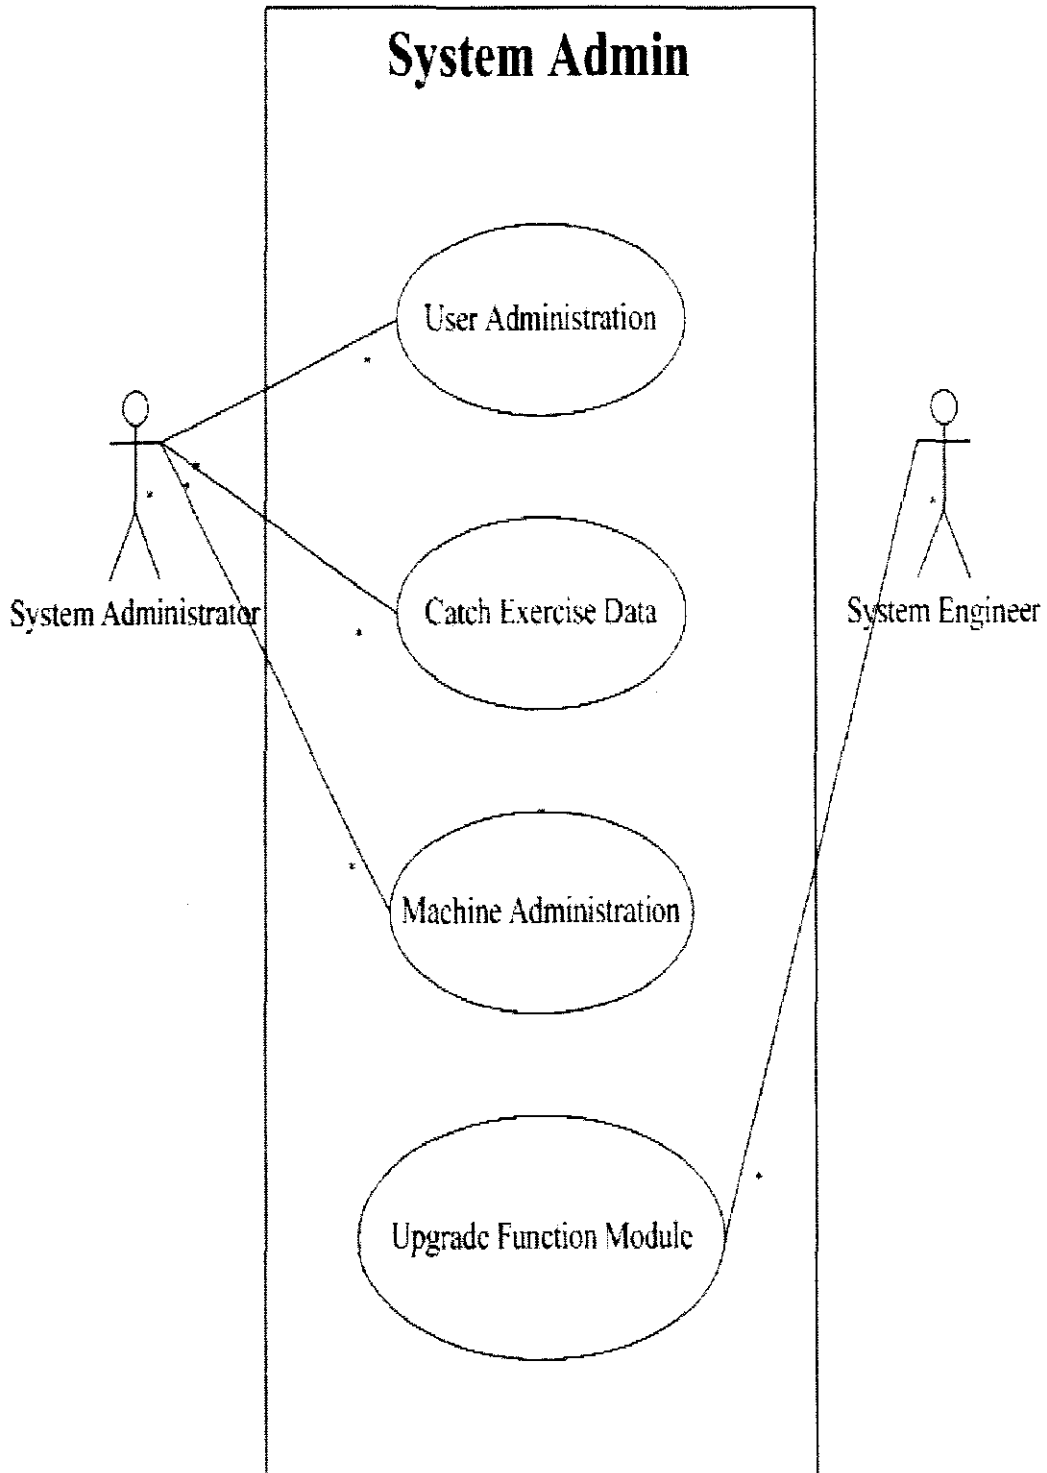 System Admin
User Administration
*
*
*
*
*
System Administrator
Catch Exercise Data
System Engineer
*
*
Machine Administration
*
Upgrade Function Module